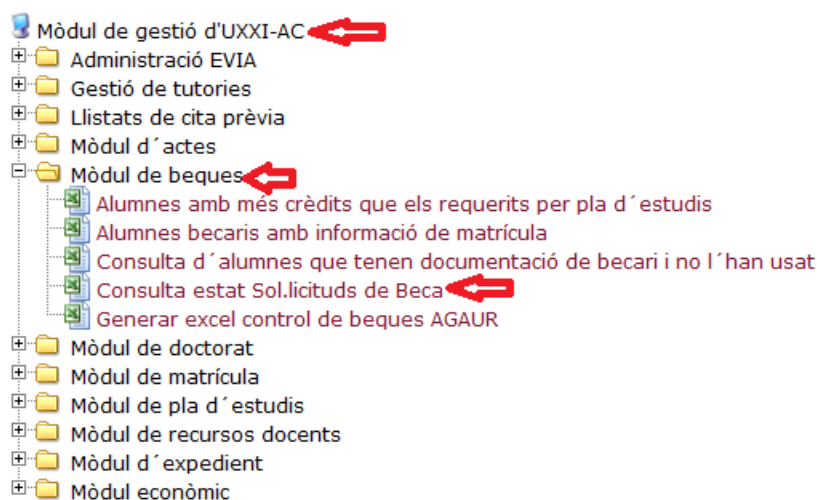 Mòdul de gestió d'UXXI-AC
Administració EVIA
Gestió de tutories
Llistats de cita prèvia
Mòdul d´actes
Mòdul de beques
Alumnes amb més crèdits que els requerits per pla d´estudis
Alumnes becaris amb informació de matrícula
Consulta d´alumnes que tenen documentació de becari i no l´han usat
Consulta estat Sol.licituds de Beca
Generar excel control de beques AGAUR
Mòdul de doctorat
Mòdul de matrícula
Mòdul de pla d´estudis
Mòdul de recursos docents
Mòdul d´expedient
Mòdul econòmic